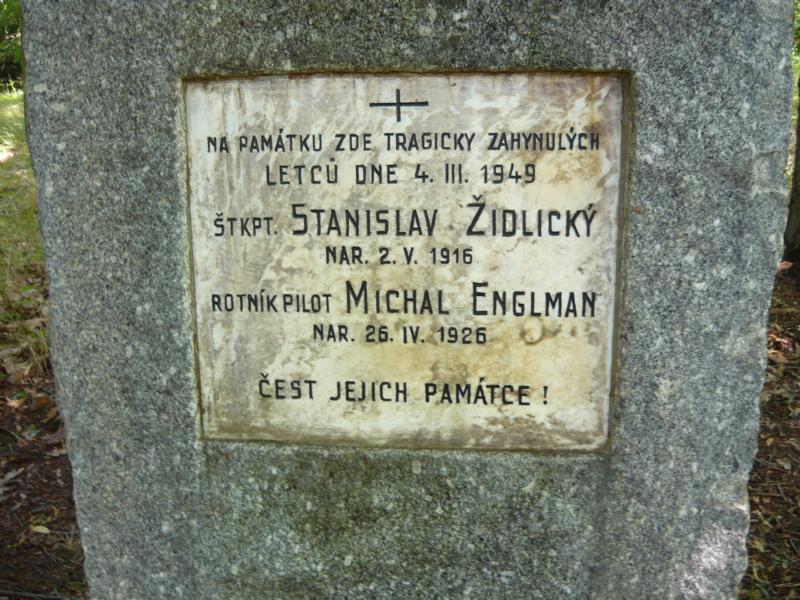 NA PAMÁTKU ZDE TRAGICKY ZAHYNULÝCH
LETCŮ DNE 4. III. 1949
ŠTKPT. STANISLAV ŽIDLICKÝ
NAR. 2. V. 1916
ROTNÍK PILOT MICHAL ENGLMAN
NAR. 26. IV. 1926
ČEST JEJICH PAMÁTCE !